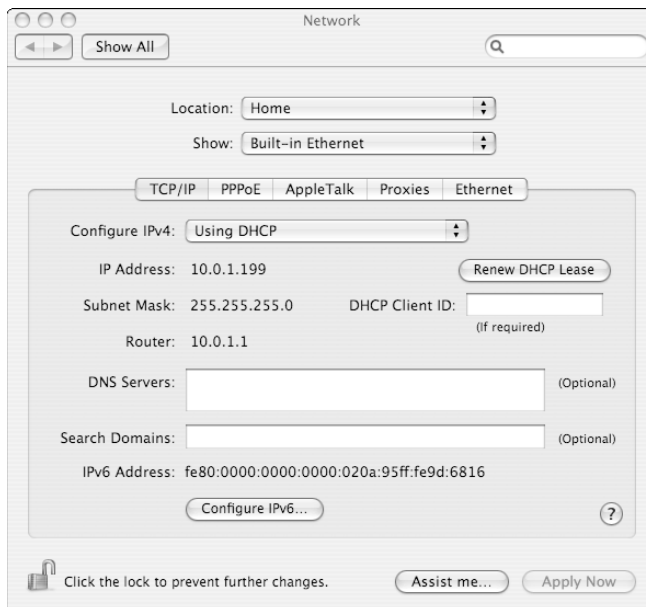 Network
Show All
Location: Home
Show: Built-in Ethernet
TCP/IP PPPoE AppleTalk Proxies Ethernet
Configure IPv4: Using DHCP
IP Address: 10.0.1.199 Renew DHCP Lease
Subnet Mask: 255.255.255.0 DHCP Client ID:
(If required)
Router: 10.0.1.1
DNS Servers: (Optional)
Search Domains: (Optional)
IPv6 Address: fe80:0000:0000:0000:020a:95ff:fe9d:6816
Configure IPv6... ?
Click the lock to prevent further changes. Assist me... Apply Now